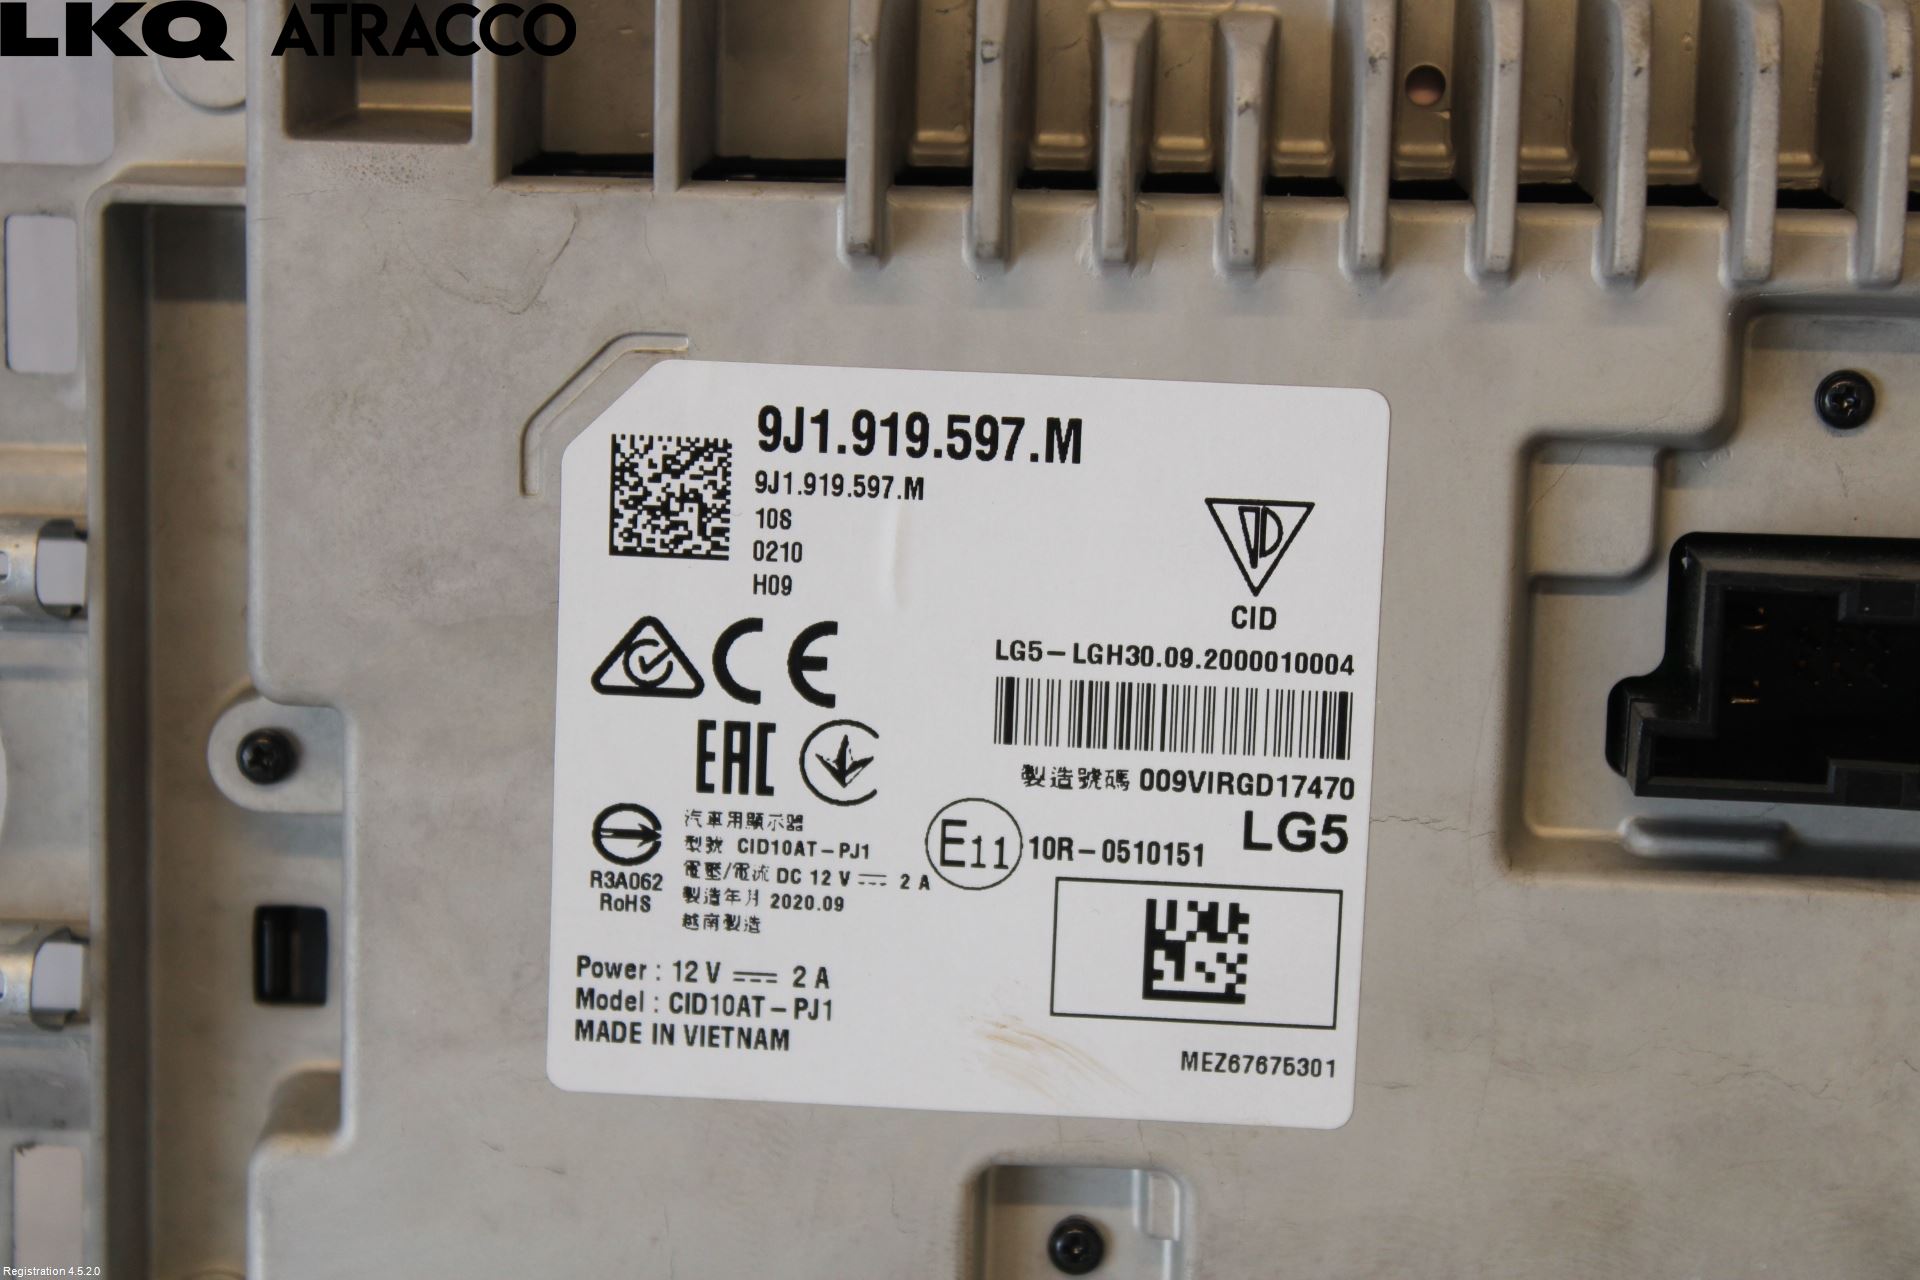 LKQ ATRACCO
9J1.919.597.M
9J1.919.597.M
10S
0210
H09
CID
LG5-LGH30.09.2000010004
製造號碼 009VIRGD17470
LG5
CE
EAC
E11 10R-0510151
汽車用顯示器
型號 CID10AT-PJ1
電壓/電流 DC 12 V 2 A
製造年月 2020.09
越南製造
R3A062
RoHS
Power : 12 V 2 A
Model : CID10AT-PJ1
MADE IN VIETNAM
MEZ67675301
Registration 4.5.2.0